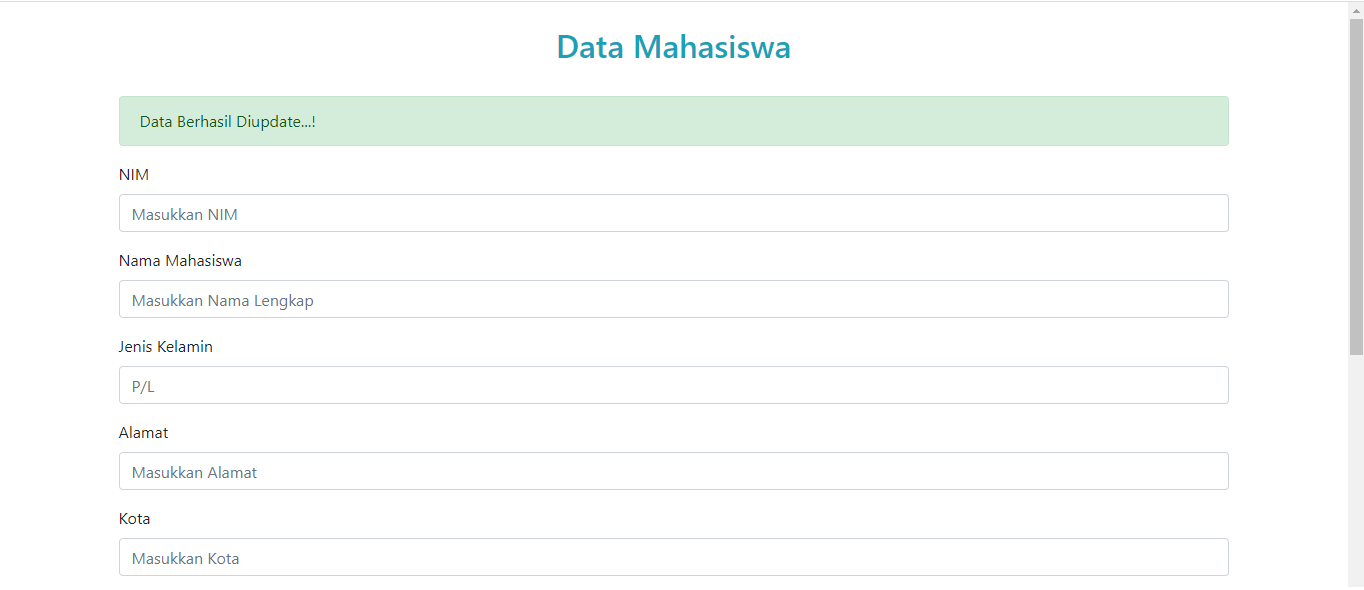 Data Mahasiswa
Data Berhasil Diupdate...!
NIM
Masukkan NIM
Nama Mahasiswa
Masukkan Nama Lengkap
Jenis Kelamin
P/L
Alamat
Masukkan Alamat
Kota
Masukkan Kota